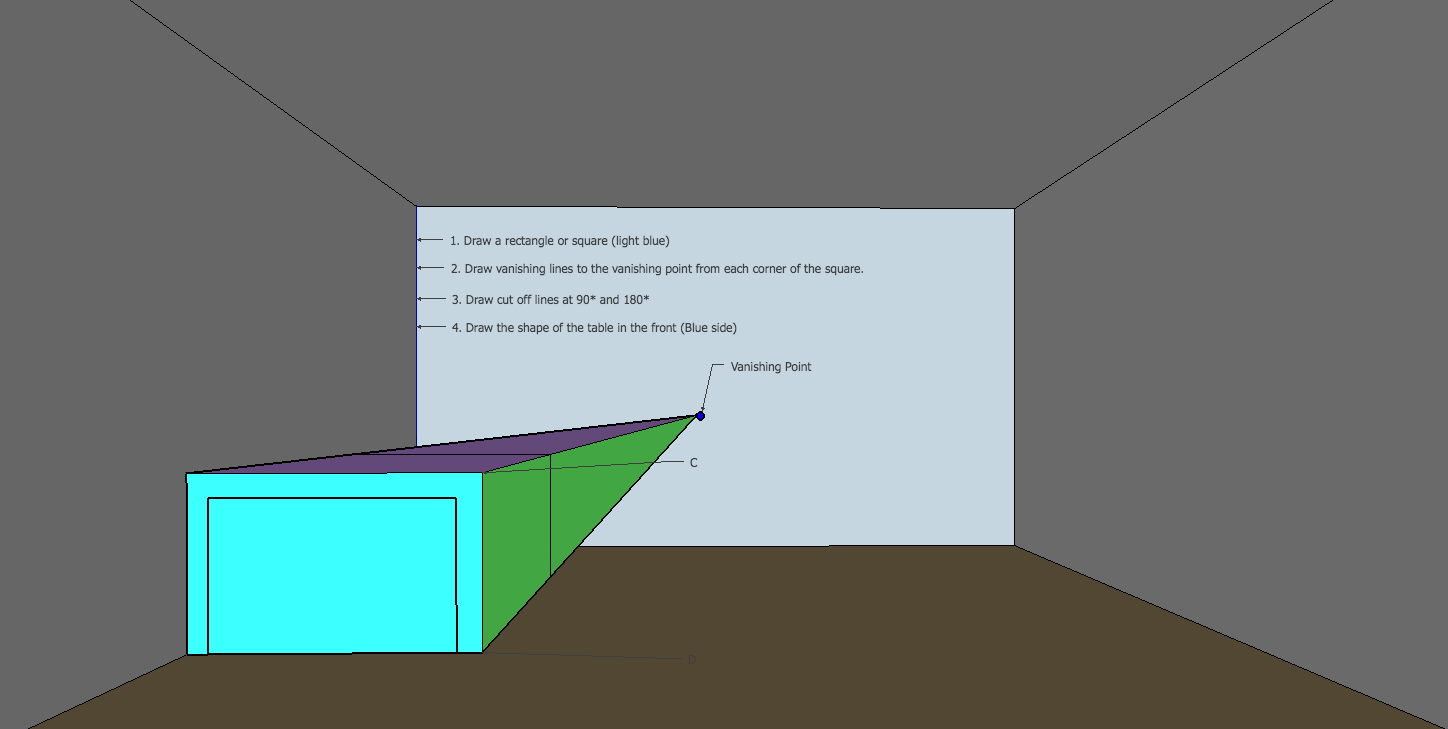 1. Draw a rectangle or square (light blue)
2. Draw vanishing lines to the vanishing point from each corner of the square.
3. Draw cut off lines at 90* and 180*
4. Draw the shape of the table in the front (Blue side)
Vanishing Point
C
D